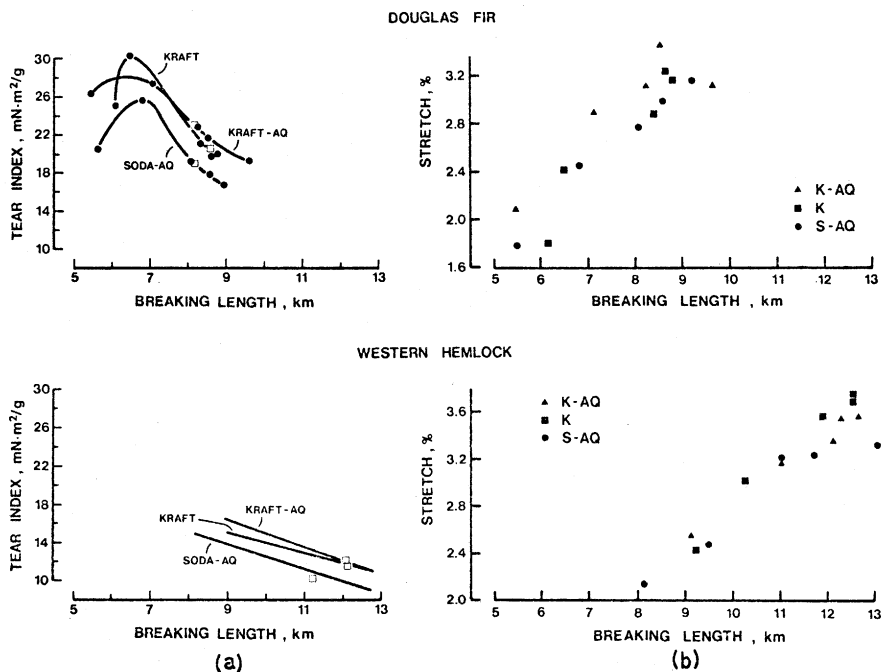 DOUGLAS FIR
TEAR INDEX, mN·m²/g
30
26
22
18
14
10
KRAFT
KRAFT-AQ
SODA-AQ
5 7 9 11 13
BREAKING LENGTH, km
STRETCH, %
3.2
2.4
2.0
1.6
▲ K-AQ
■ K
● S-AQ
5 6 7 8 9 10 11 12 13
BREAKING LENGTH, km
WESTERN HEMLOCK
TEAR INDEX, mN·m²/g
30
26
22
18
14
10
KRAFT-AQ
KRAFT
SODA-AQ
5 7 9 11 13
BREAKING LENGTH, km
(a)
STRETCH, %
3.6
3.2
2.8
2.4
2.0
▲ K-AQ
■ K
● S-AQ
5 6 7 8 9 10 11 12 13
BREAKING LENGTH, km
(b)